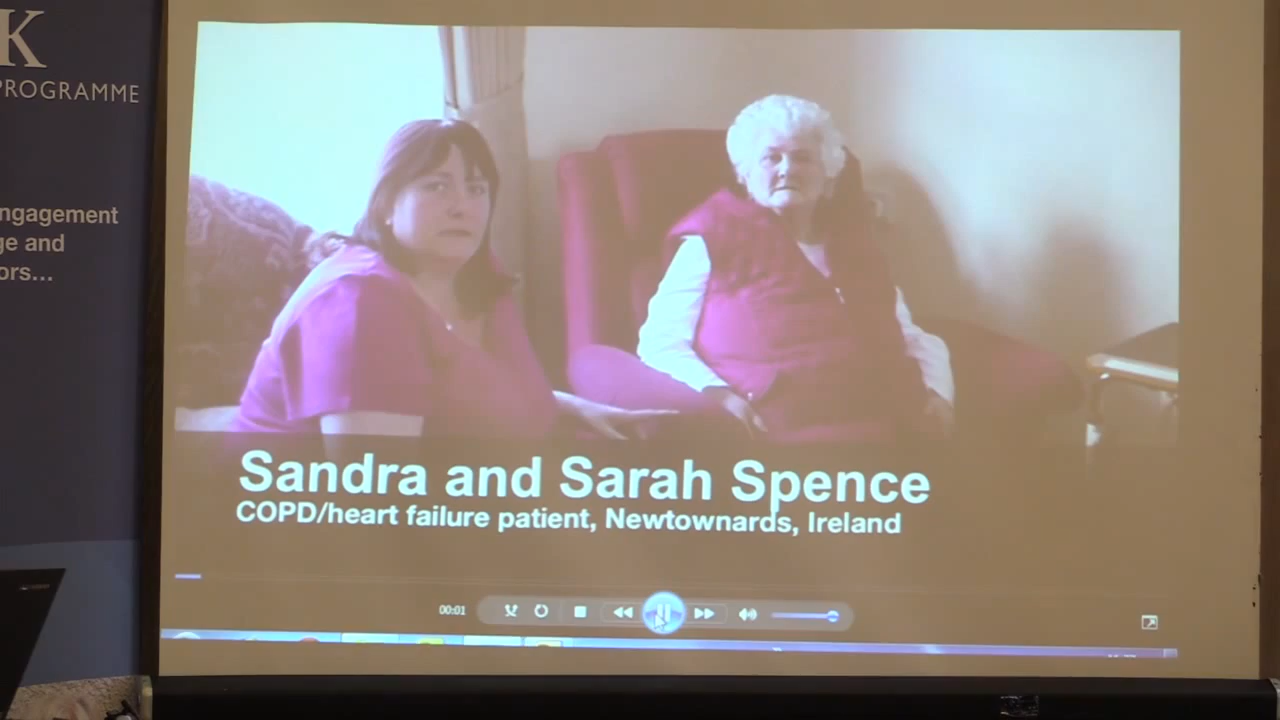 K
PROGRAMME
ngagement
ge and
ors...
Sandra and Sarah Spence
COPD/heart failure patient, Newtownards, Ireland
00:01